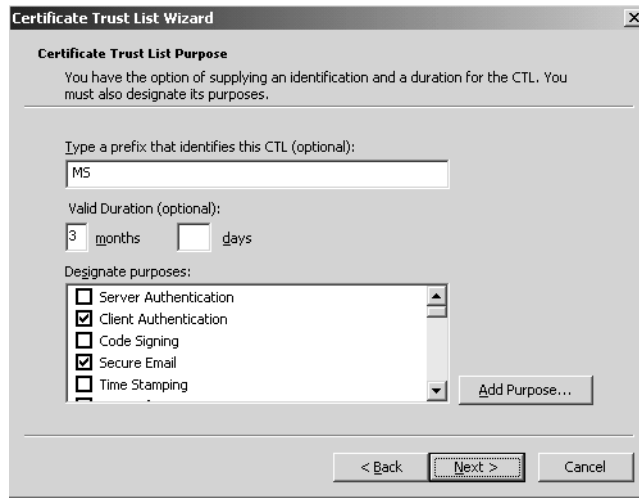 Certificate Trust List Wizard
Certificate Trust List Purpose
You have the option of supplying an identification and a duration for the CTL. You
must also designate its purposes.
Type a prefix that identifies this CTL (optional):
MS
Valid Duration (optional):
3 months days
Designate purposes:
Server Authentication
Client Authentication
Code Signing
Secure Email
Time Stamping
Add Purpose...
< Back Next > Cancel